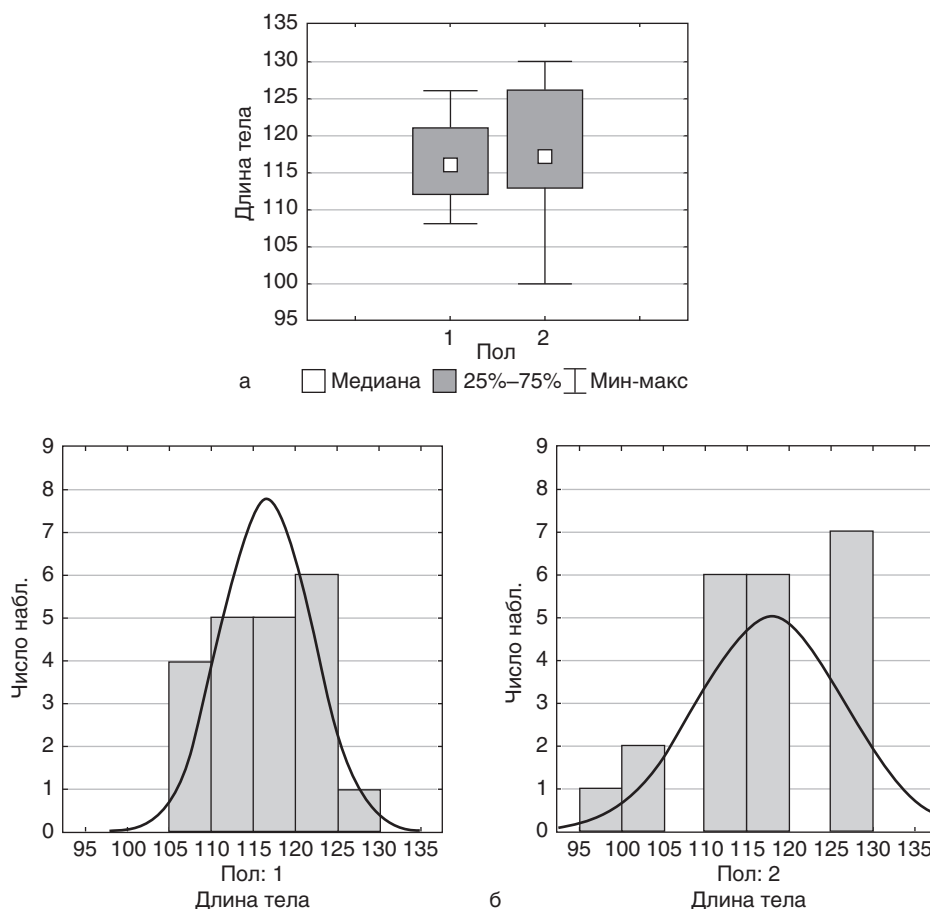 135
130
125
120
115
110
105
100
95
Длина тела
1 2
Пол
а Медиана 25%–75% Мин-макс
9
8
7
6
5
4
3
2
1
0
Число набл.
95 100 105 110 115 120 125 130 135
Пол: 1
Длина тела
9
8
7
6
5
4
3
2
1
0
Число набл.
95 100 105 110 115 120 125 130 135
Пол: 2
Длина тела
б